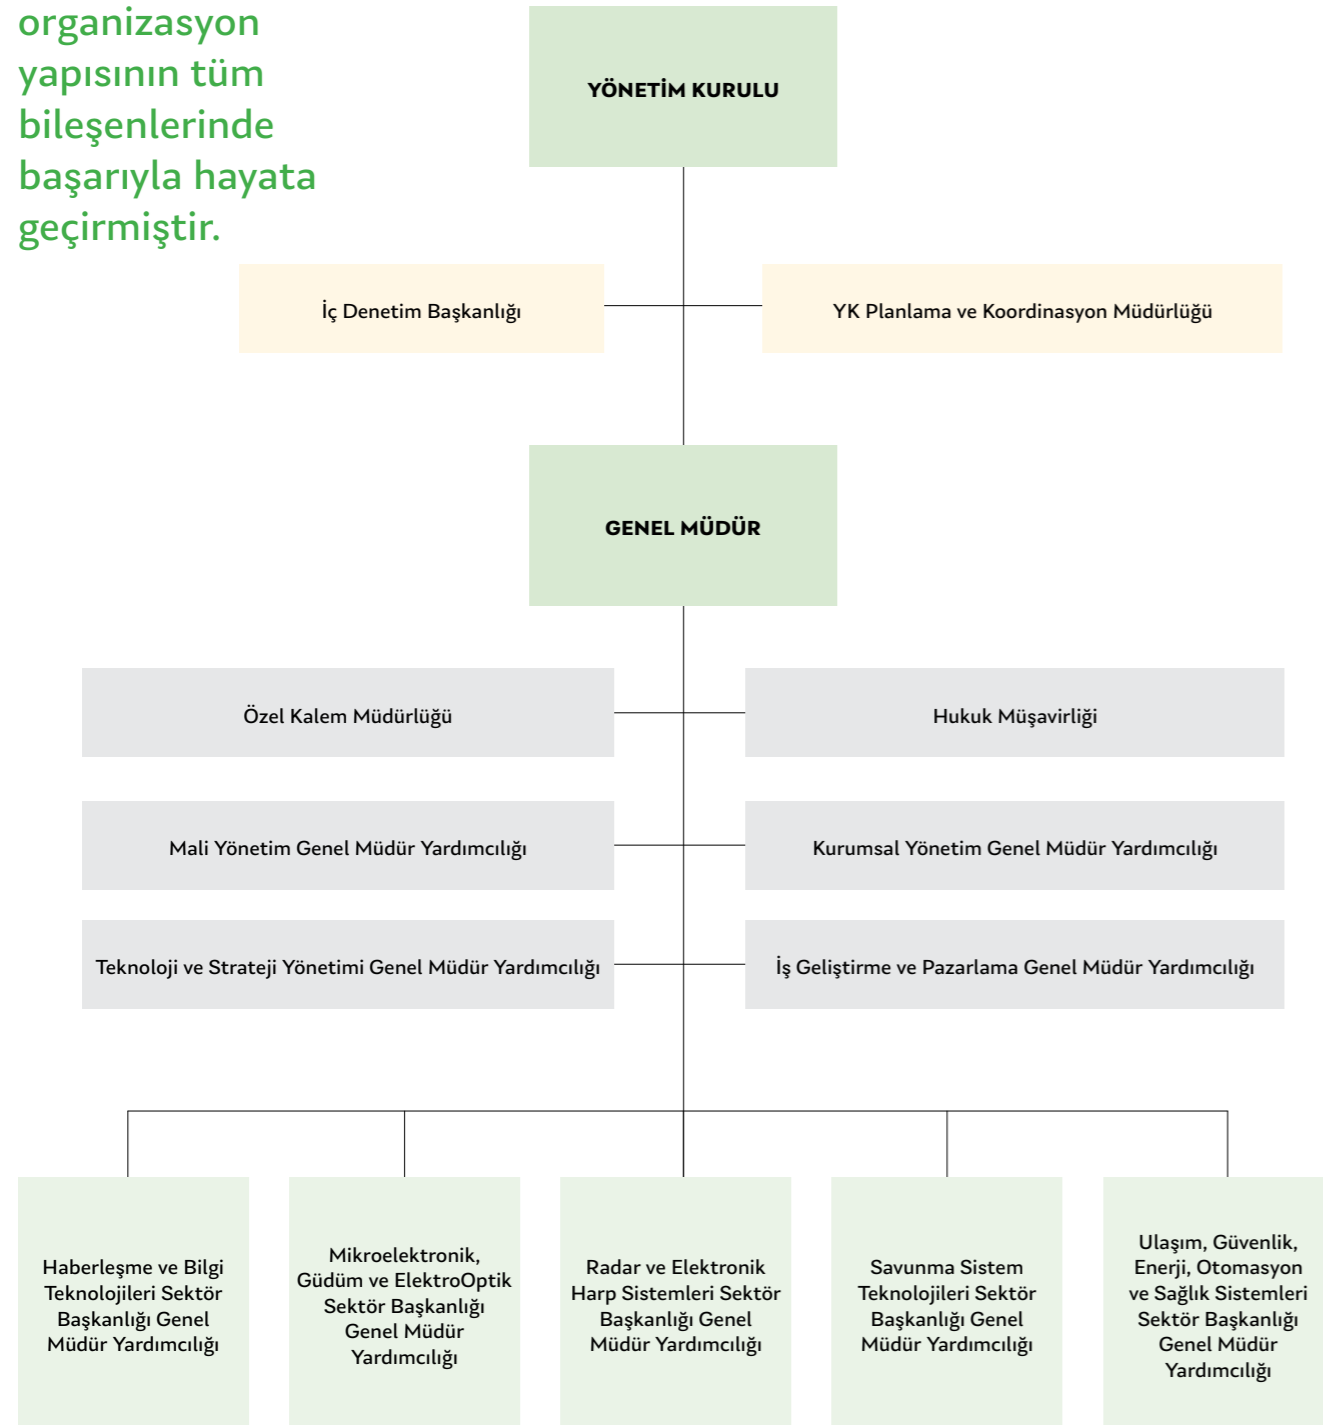 organizasyon
yapısının tüm
bileşenlerinde
başarıyla hayata
geçirmiştir.
YÖNETİM KURULU
İç Denetim Başkanlığı
YK Planlama ve Koordinasyon Müdürlüğü
GENEL MÜDÜR
Özel Kalem Müdürlüğü
Hukuk Müşavirliği
Mali Yönetim Genel Müdür Yardımcılığı
Kurumsal Yönetim Genel Müdür Yardımcılığı
Teknoloji ve Strateji Yönetimi Genel Müdür Yardımcılığı
İş Geliştirme ve Pazarlama Genel Müdür Yardımcılığı
Haberleşme ve Bilgi
Teknolojileri Sektör
Başkanlığı Genel
Müdür Yardımcılığı
Mikroelektronik,
Güdüm ve ElektroOptik
Sektör Başkanlığı
Genel Müdür
Yardımcılığı
Radar ve Elektronik
Harp Sistemleri Sektör
Başkanlığı Genel
Müdür Yardımcılığı
Savunma Sistem
Teknolojileri Sektör
Başkanlığı Genel
Müdür Yardımcılığı
Ulaşım, Güvenlik,
Enerji, Otomasyon
ve Sağlık Sistemleri
Sektör Başkanlığı
Genel Müdür
Yardımcılığı